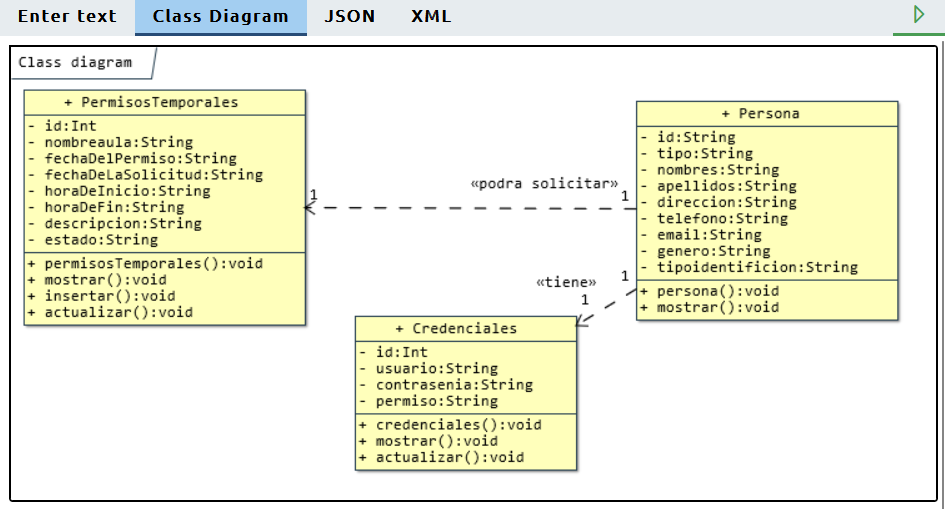 Enter text Class Diagram JSON XML
Class diagram
+ PermisosTemporales
- id:Int
- nombreaula:String
- fechaDelPermiso:String
- fechaDeLaSolicitud:String
- horaDeInicio:String
- horaDeFin:String
- descripcion:String
- estado:String
+ permisosTemporales():void
+ mostrar():void
+ insertar():void
+ actualizar():void
1
«podra solicitar»
1
+ Persona
- id:String
- tipo:String
- nombres:String
- apellidos:String
- direccion:String
- telefono:String
- email:String
- genero:String
- tipoidentificion:String
+ persona():void
+ mostrar():void
1
«tiene»
1
+ Credenciales
- id:Int
- usuario:String
- contrasenia:String
- permiso:String
+ credenciales():void
+ mostrar():void
+ actualizar():void